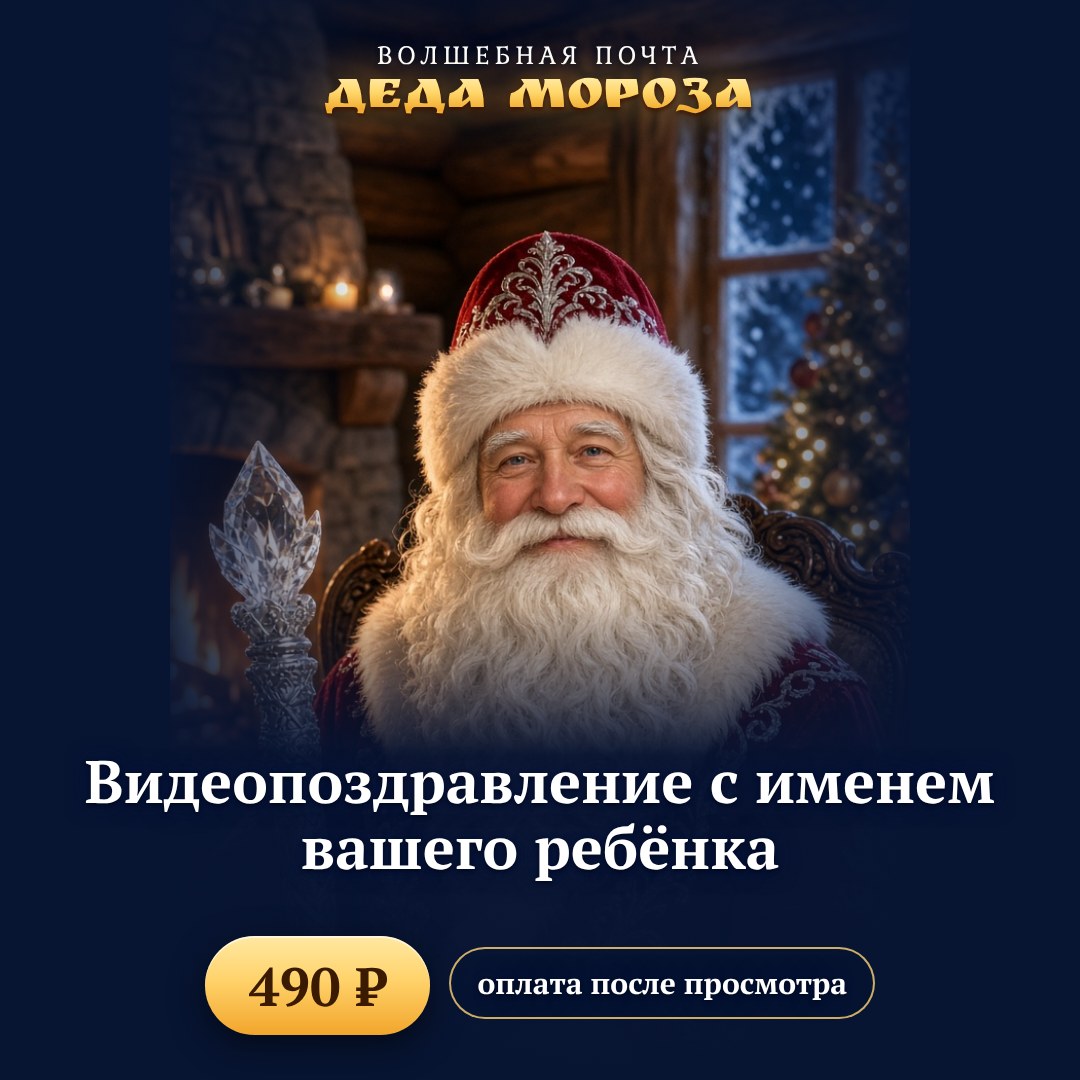 ВОЛШЕБНАЯ ПОЧТА
ДЕДА МОРОЗА
Видеопоздравление с именем
вашего ребёнка
490 ₽
оплата после просмотра